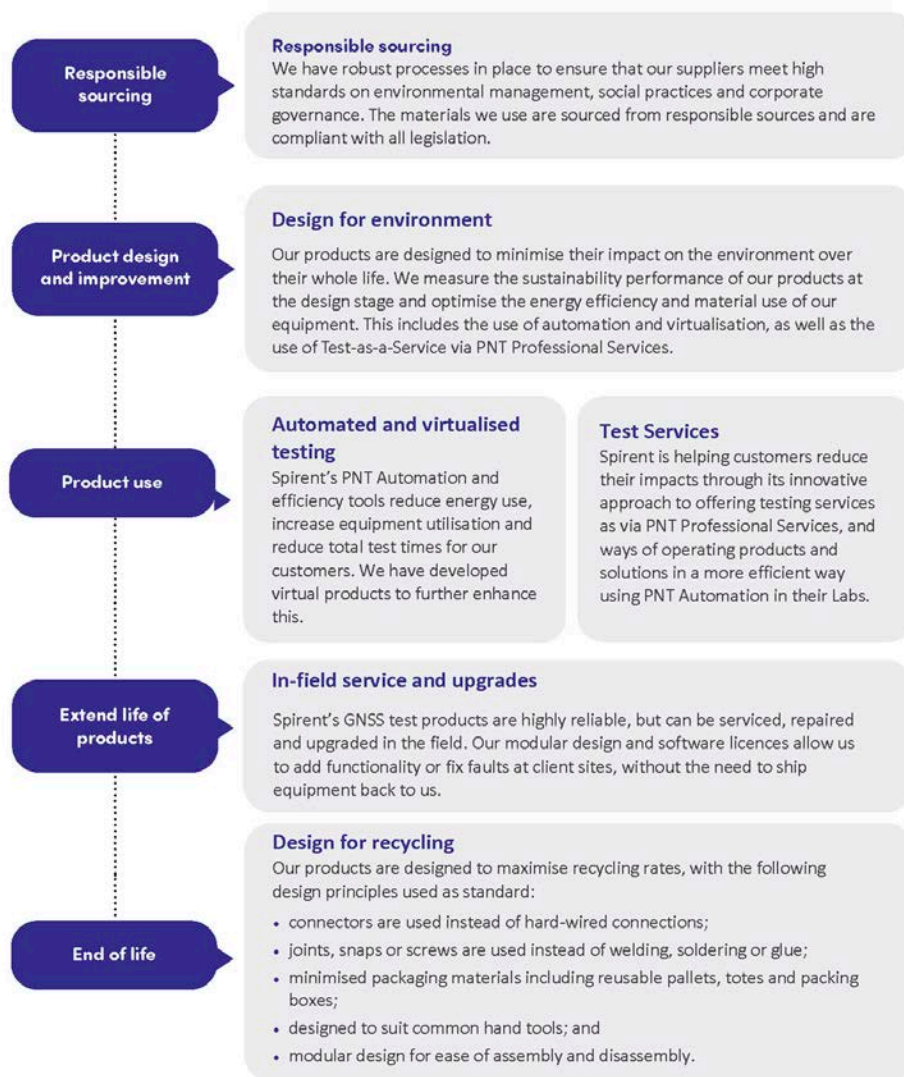 Responsible
sourcing
Responsible sourcing
We have robust processes in place to ensure that our suppliers meet high
standards on environmental management, social practices and corporate
governance. The materials we use are sourced from responsible sources and are
compliant with all legislation.
Product design
and improvement
Design for environment
Our products are designed to minimise their impact on the environment over
their whole life. We measure the sustainability performance of our products at
the design stage and optimise the energy efficiency and material use of our
equipment. This includes the use of automation and virtualisation, as well as the
use of Test-as-a-Service via PNT Professional Services.
Product use
Automated and virtualised
testing
Spirent's PNT Automation and
efficiency tools reduce energy use,
increase equipment utilisation and
reduce total test times for our
customers. We have developed
virtual products to further enhance
this.
Test Services
Spirent is helping customers reduce
their impacts through its innovative
approach to offering testing services
as via PNT Professional Services, and
ways of operating products and
solutions in a more efficient way
using PNT Automation in their Labs.
Extend life of
products
In-field service and upgrades
Spirent's GNSS test products are highly reliable, but can be serviced, repaired
and upgraded in the field. Our modular design and software licences allow us
to add functionality or fix faults at client sites, without the need to ship
equipment back to us.
End of life
Design for recycling
Our products are designed to maximise recycling rates, with the following
design principles used as standard:
• connectors are used instead of hard-wired connections;
• joints, snaps or screws are used instead of welding, soldering or glue;
• minimised packaging materials including reusable pallets, totes and packing
boxes;
• designed to suit common hand tools; and
• modular design for ease of assembly and disassembly.